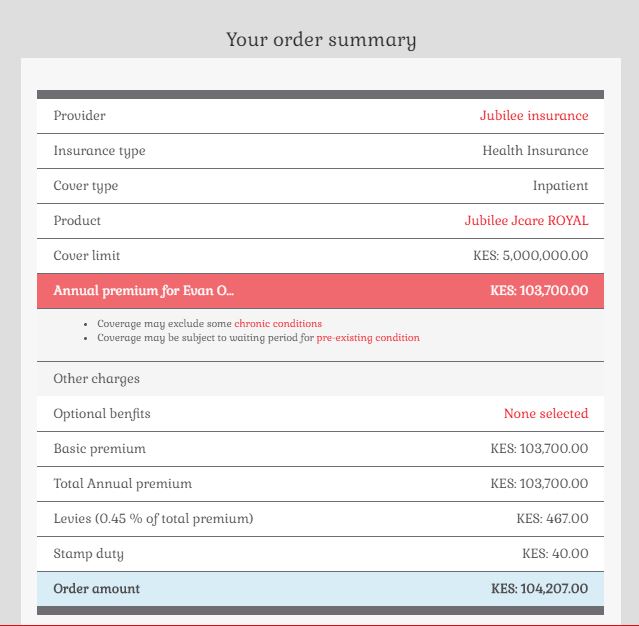 Your order summary
Provider Jubilee insurance
Insurance type Health Insurance
Cover type Inpatient
Product Jubilee Jcare ROYAL
Cover limit KES: 5,000,000.00
Annual premium for Evan O... KES: 103,700.00
• Coverage may exclude some chronic conditions
• Coverage may be subject to waiting period for pre-existing condition
Other charges
Optional benfits None selected
Basic premium KES: 103,700.00
Total Annual premium KES: 103,700.00
Levies (0.45 % of total premium) KES: 467.00
Stamp duty KES: 40.00
Order amount KES: 104,207.00